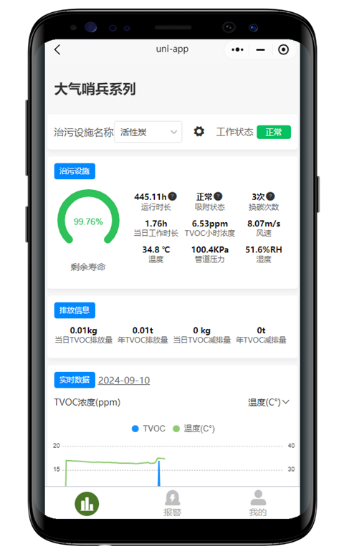 uni-app
大气哨兵系列
治污设施名称 活性炭 工作状态 正常
治污设施
99.76%
剩余寿命
445.11h 正常 3次
运行时长 吸附状态 换碳次数
1.76h 6.53ppm 8.07m/s
当日工作时长 TVOC小时浓度 风速
34.8 ℃ 100.4KPa 51.6%RH
温度 管道压力 湿度
排放信息
0.01kg 0.01t 0 kg 0t
当日TVOC排放量 年TVOC排放量 当日TVOC减排量 年TVOC减排量
实时数据 2024-09-10
TVOC浓度(ppm) 温度(C°)
TVOC 温度(C°)
20 40
15 30
报警 我的